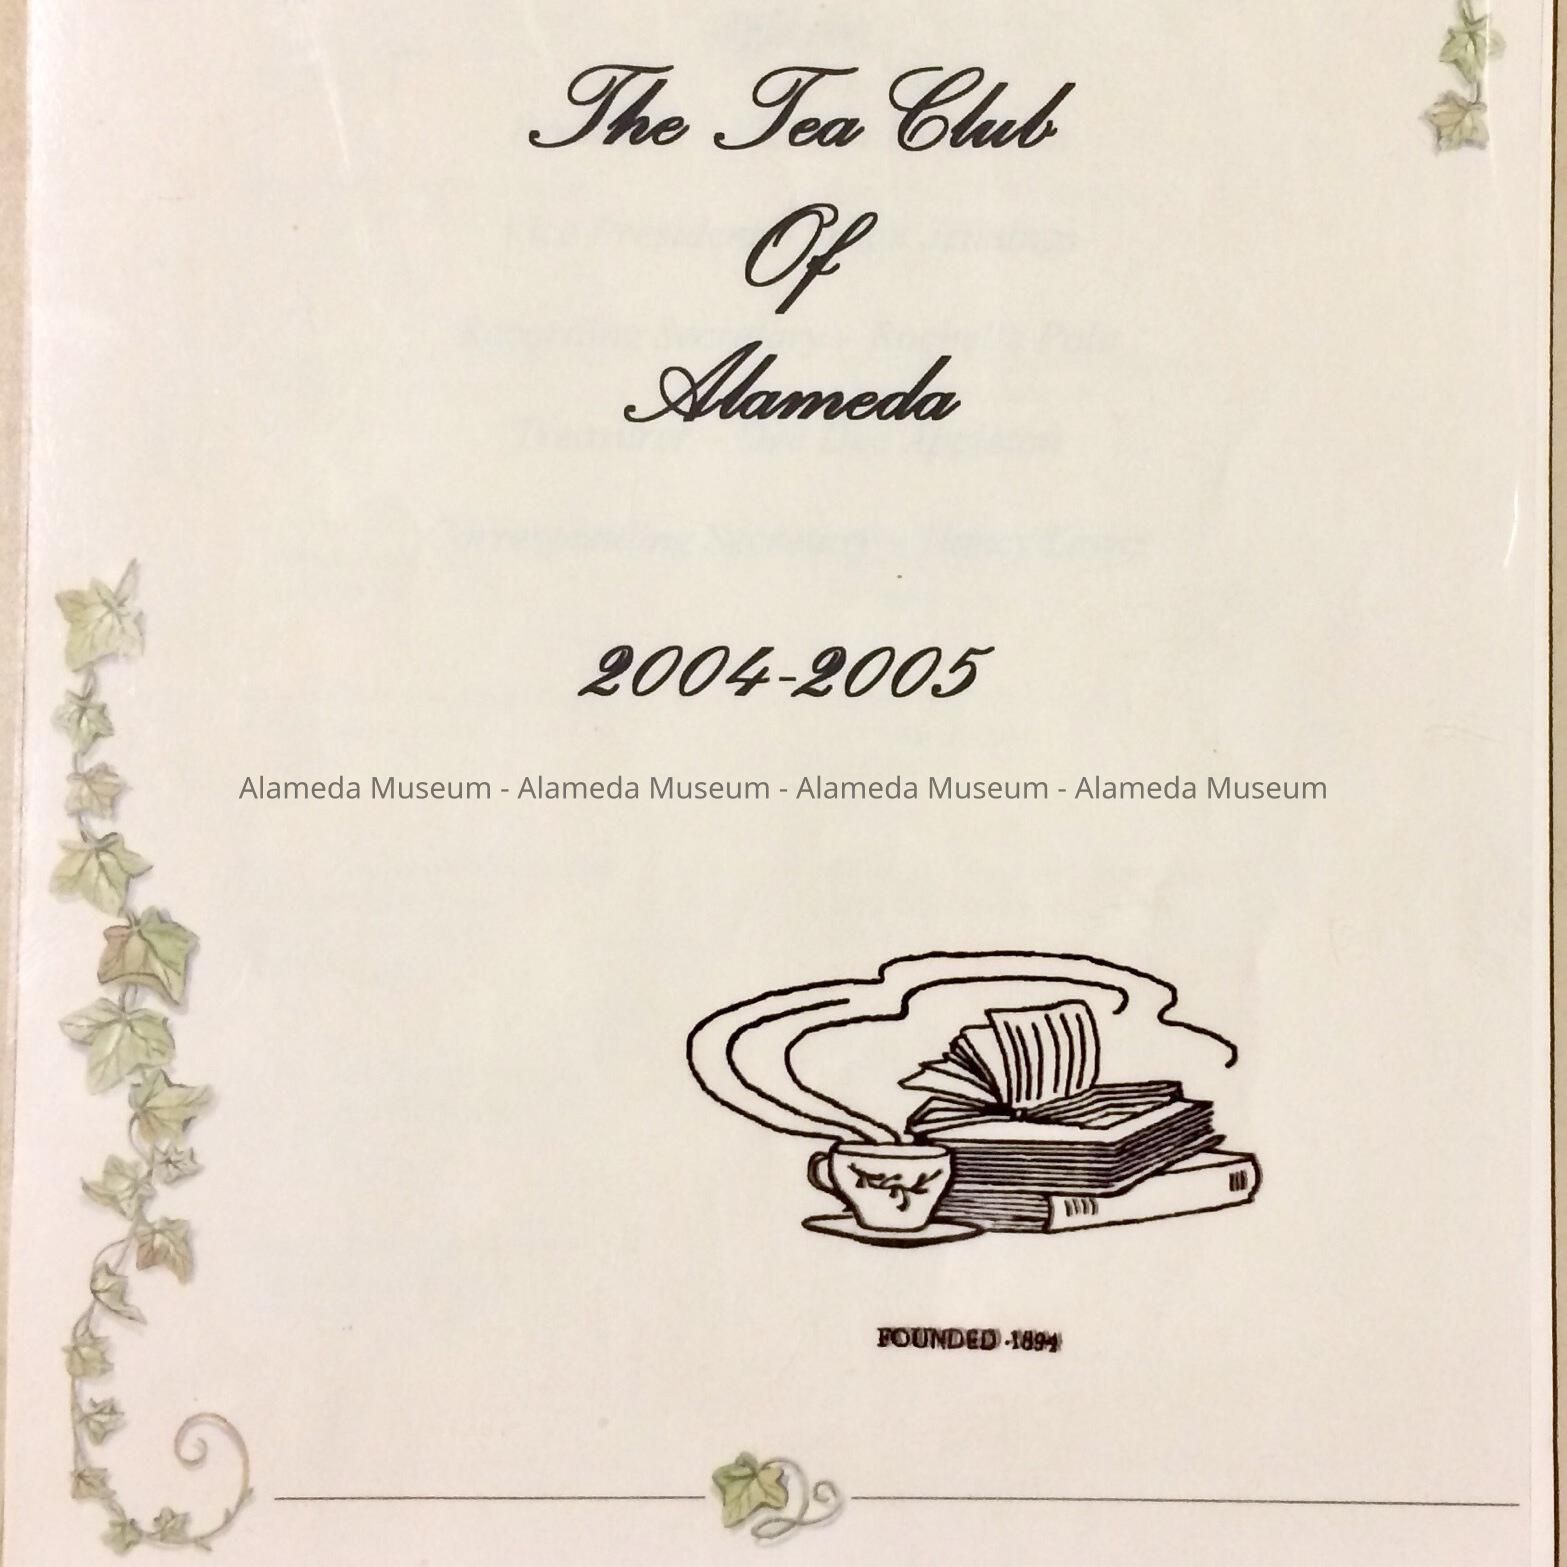 The Tea Club
Of
Alameda
2004-2005
Alameda Museum - Alameda Museum - Alameda Museum - Alameda Museum
FOUNDED 1894